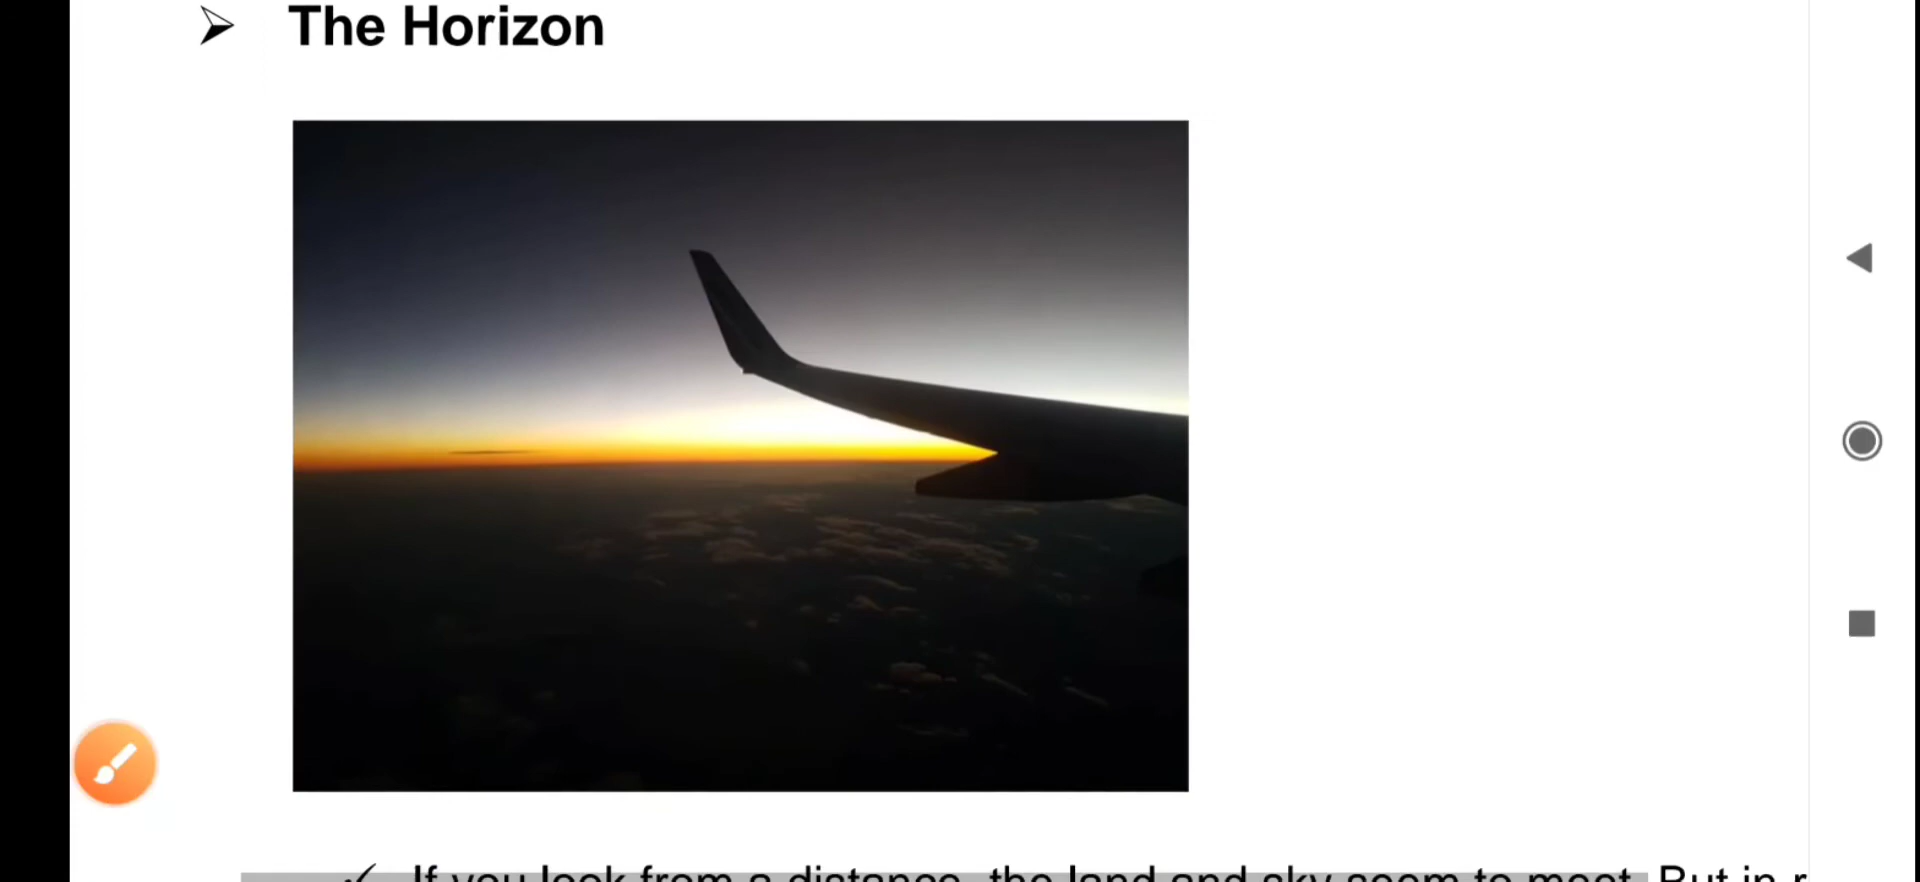 The Horizon
If you look from a distance, the land and sky seem to meet. But in